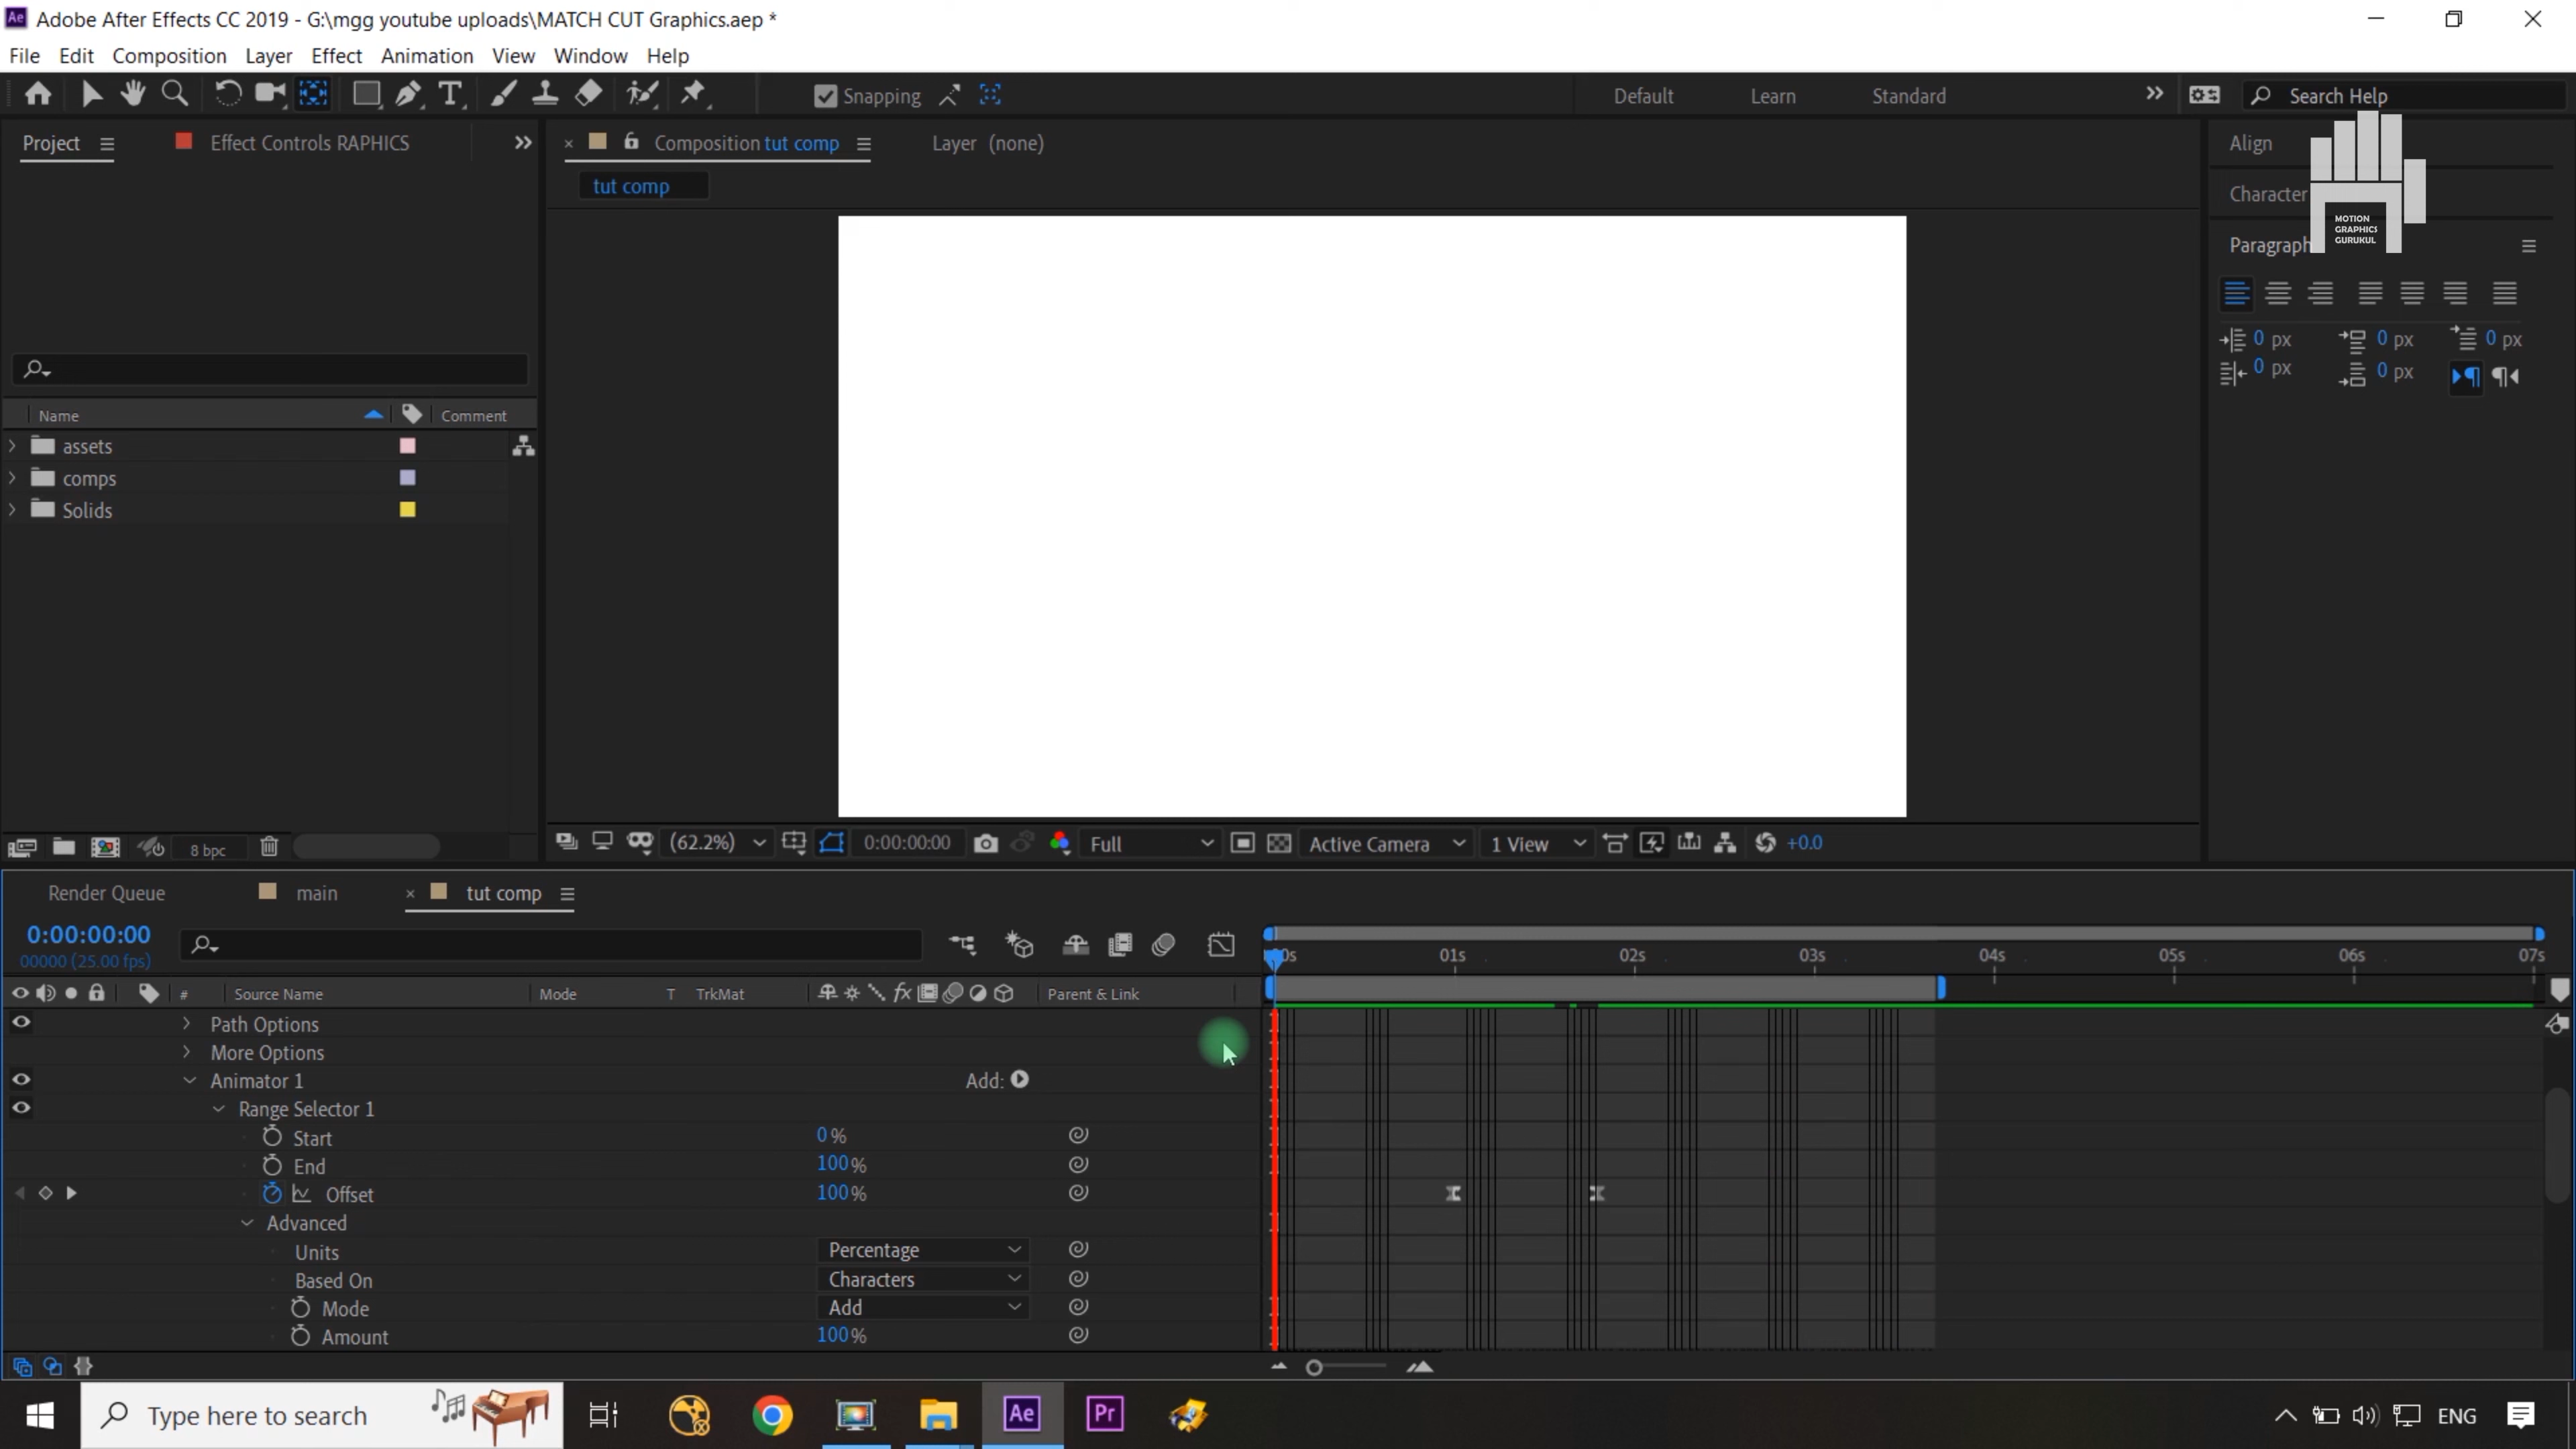 Ae Adobe After Effects CC 2019 - G:\mgg youtube uploads\MATCH CUT Graphics.aep *
File Edit Composition Layer Effect Animation View Window Help
Snapping
Default Learn Standard
Search Help
Project
Effect Controls RAPHICS
Composition tut comp
Layer (none)
tut comp
Align
Character
Paragraph
MOTION
GRAPHICS
GURUKUL
0 px 0 px 0 px
0 px 0 px
Name Comment
assets
comps
Solids
8 bpc
(62.2%) 0:00:00:00 Full Active Camera 1 View +0.0
Render Queue main tut comp
0:00:00:00
00000 (25.00 fps)
0s 01s 02s 03s 04s 05s 06s 07s
# Source Name Mode T TrkMat fx Parent & Link
Path Options
More Options
Animator 1 Add:
Range Selector 1
Start 0%
End 100%
Offset 100%
Advanced
Units Percentage
Based On Characters
Mode Add
Amount 100%
Type here to search
Ae Pr
ENG